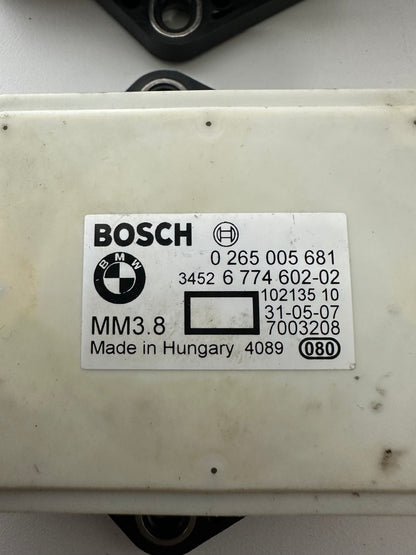 BOSCH
0 265 005 681
BMW
3452 6 774 602-02
102135 10
31-05-07
MM3.8 7003208
Made in Hungary 4089 080